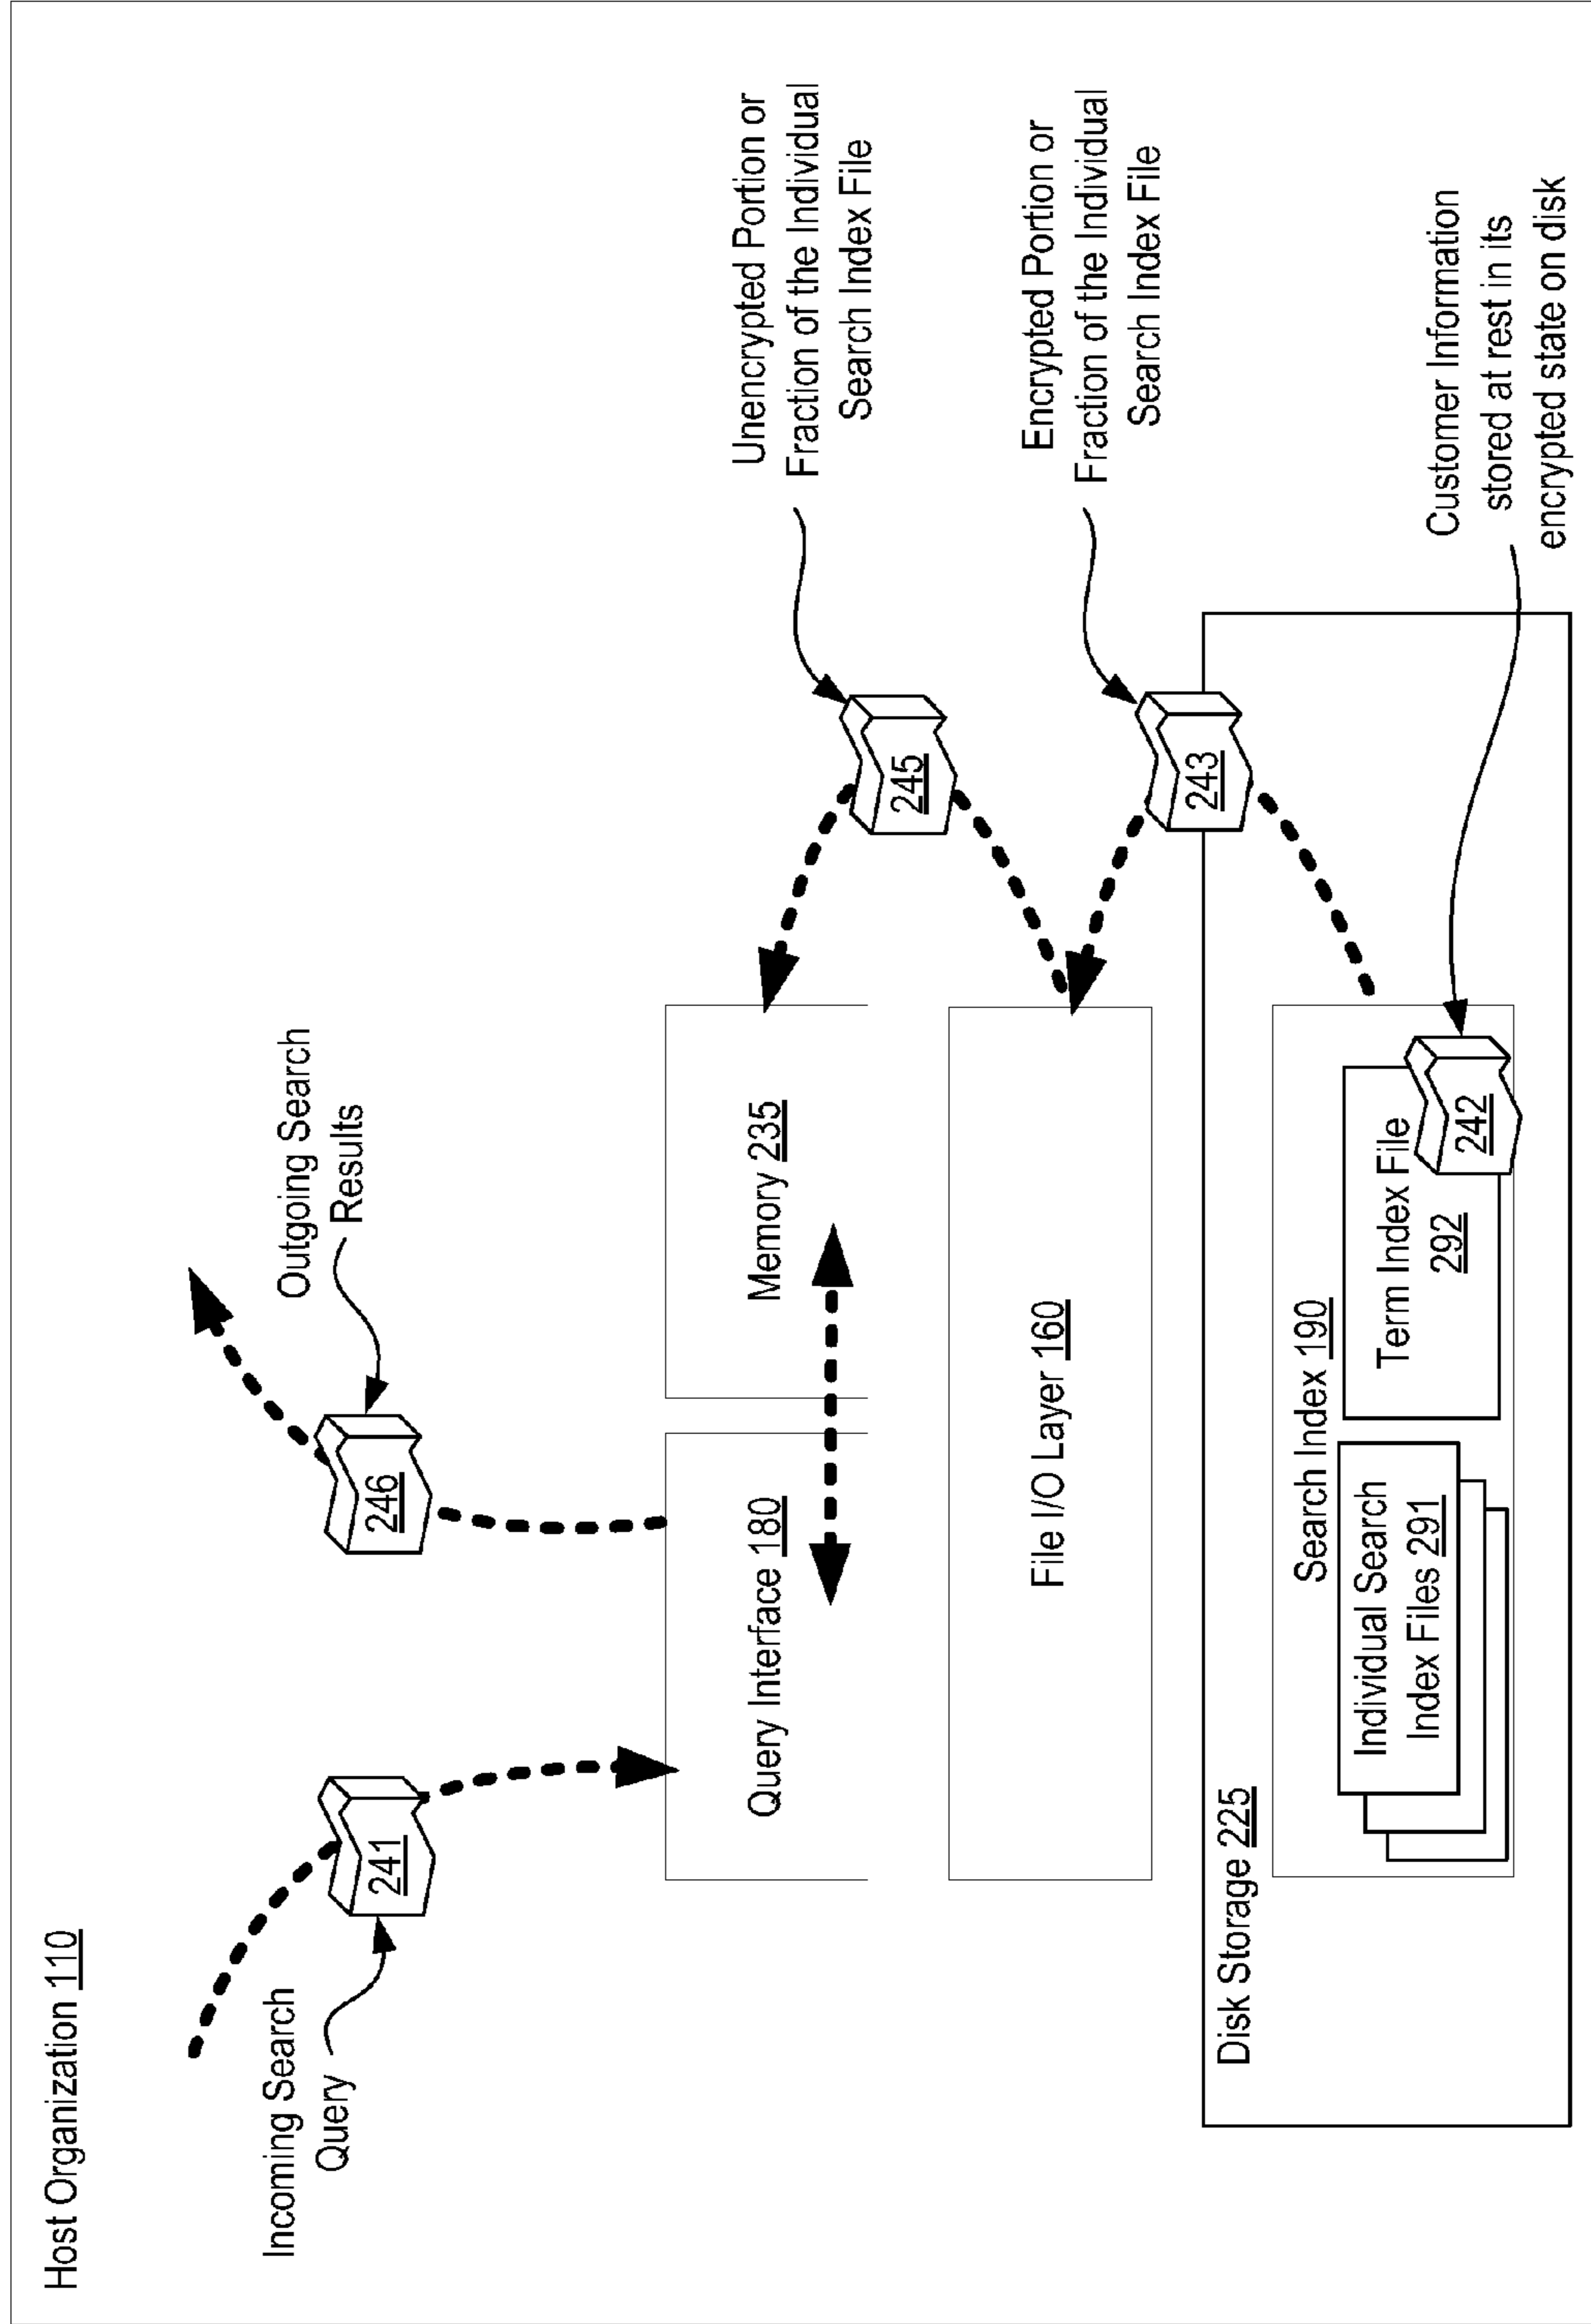 Host Organization 110
Incoming Search
Query
241
Outgoing Search
Results
246
Query Interface 180
Memory 235
Unencrypted Portion or
Fraction of the Individual
Search Index File
245
File I/O Layer 160
Encrypted Portion or
Fraction of the Individual
Search Index File
243
Disk Storage 225
Search Index 190
Individual Search
Index Files 291
Term Index File
292
242
Customer Information
stored at rest in its
encrypted state on disk